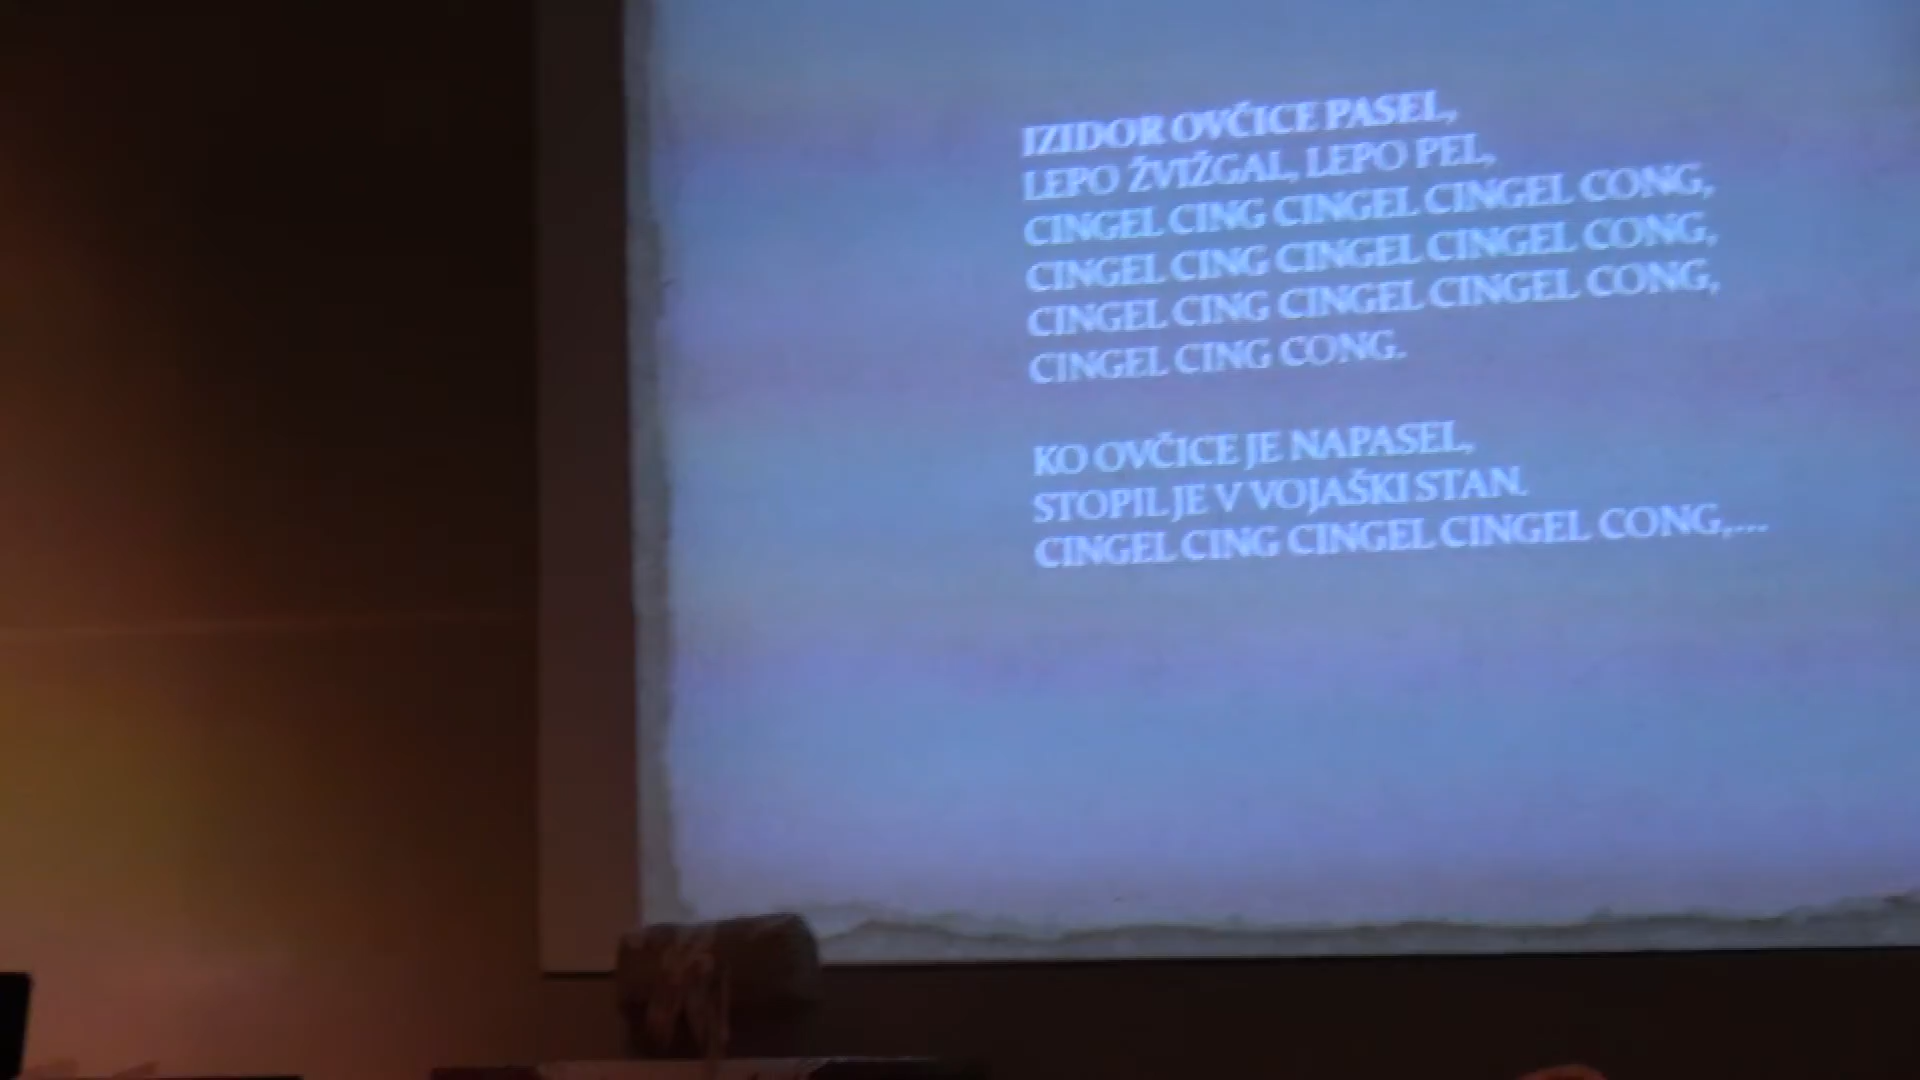 IZIDOR OVČICE PASEL,
LEPO ŽVIŽGAL, LEPO PEL,
CINGEL CING CINGEL CINGEL CONG,
CINGEL CING CINGEL CINGEL CONG,
CINGEL CING CINGEL CINGEL CONG,
CINGEL CING CONG.
KO OVČICE JE NAPASEL,
STOPIL JE V VOJAŠKI STAN.
CINGEL CING CINGEL CINGEL CONG,....